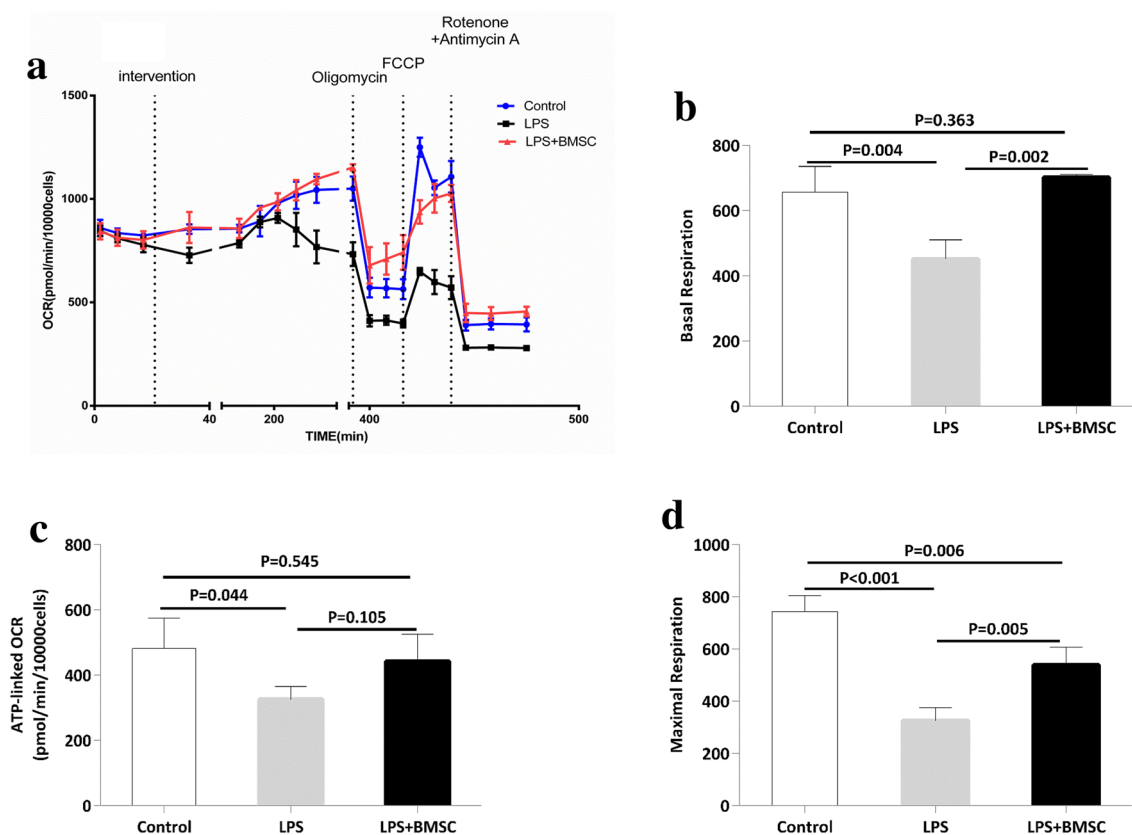 a
Rotenone
+Antimycin A
FCCP
intervention
Oligomycin
Control
LPS
LPS+BMSC
OCR(pmol/min/10000cells)
1500
1000
500
0
0
40
200
400
500
TIME(min)
b
P=0.363
P=0.004
P=0.002
Basal Respiration
800
600
400
200
0
Control
LPS
LPS+BMSC
c
P=0.545
P=0.044
P=0.105
ATP-linked OCR
(pmol/min/10000cells)
800
600
400
200
0
Control
LPS
LPS+BMSC
d
P=0.006
P<0.001
P=0.005
Maximal Respiration
1000
800
600
400
200
0
Control
LPS
LPS+BMSC